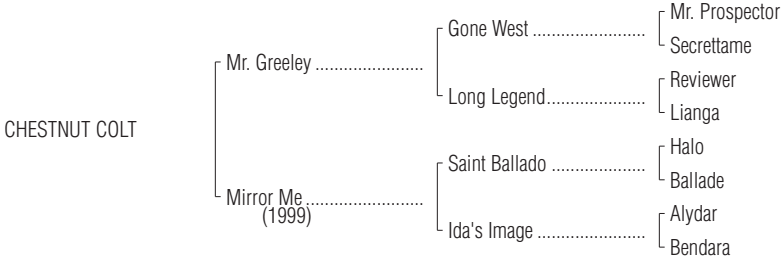 Mr. Prospector
Gone West ........................
Secrettame
Mr. Greeley .......................
Reviewer
Long Legend.....................
Lianga
CHESTNUT COLT
Halo
Saint Ballado ....................
Ballade
Mirror Me .........................
(1999)
Alydar
Ida's Image .......................
Bendara